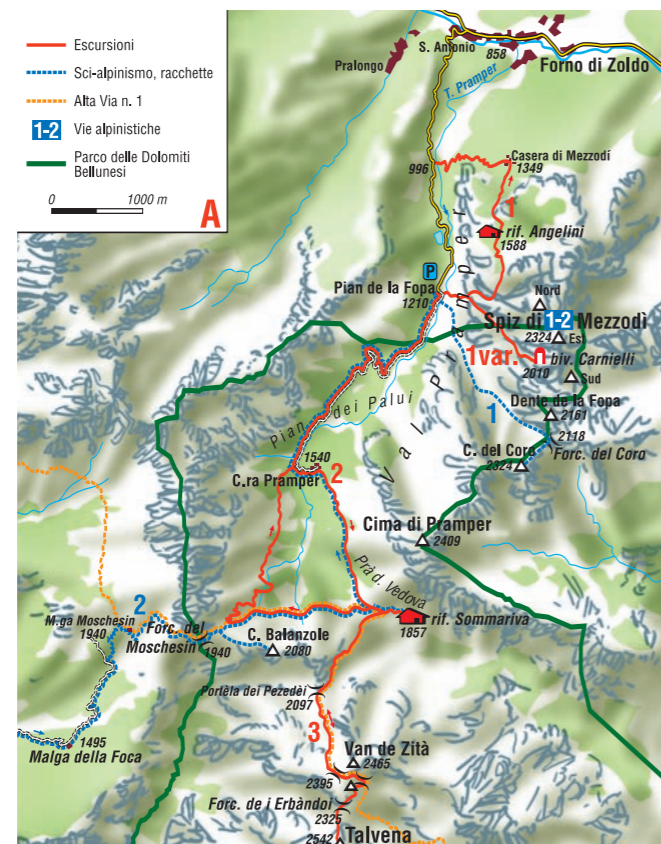 Escursioni
Sci-alpinismo, racchette
Alta Via n. 1
1-2 Vie alpinistiche
Parco delle Dolomiti
Bellunesi
0 1000 m
A
S. Antonio
858
Pralongo
Forno di Zoldo
T. Pramper
996
Casera di Mezzodí
1349
1
rif. Angelini
1588
P
Pian de la Fopa
1210
Nord
Spiz di 1-2 Mezzodì
2324 Est
1var.
biv. Carnielli
2010
Sud
Dente de la Fopa
2161
1
2118
Forc. del Coro
C. del Coro
2324
Val Pramper
Pian dei Palui
1540
C.ra Pramper
2
Cima di Pramper
2409
Prà d. Vedova
rif. Sommariva
1857
2
M.ga Moschesin
1940
Forc. del
Moschesin
1940
C. Balanzole
2080
Portèla dei Pezedèi
2097
1495
Malga della Foca
3
Van de Zità
2465
2395
Forc. de i Erbàndoi
2325
2542
Talvena